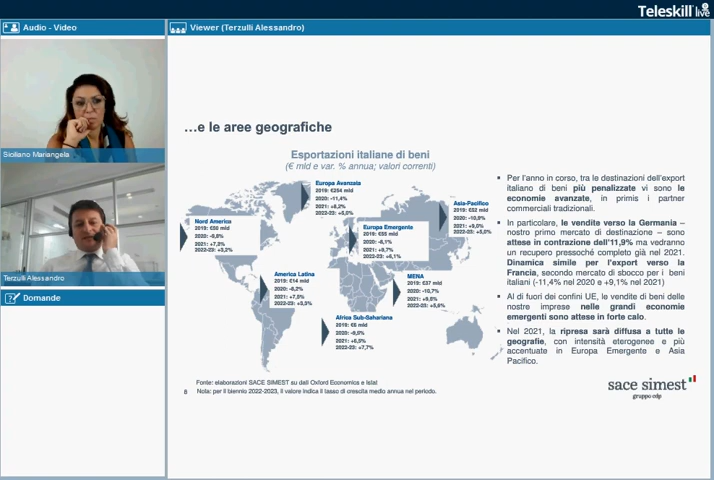 Teleskill live
Audio - Video
Viewer (Terzulli Alessandro)
Siciliano Mariangela
Terzulli Alessandro
Domande
…e le aree geografiche
Esportazioni italiane di beni
(€ mld e var. % annua; valori correnti)
Europa Avanzata
2019: €254 mld
2020: -11,4%
2021: +8,2%
2022-23: +5,0%
Asia-Pacifico
2019: €52 mld
2020: -10,9%
2021: +9,0%
2022-23: +5,0%
Nord America
2019: €50 mld
2020: -9,8%
2021: +7,0%
2022-23: +3,2%
Europa Emergente
2019: €55 mld
2020: -8,1%
2021: +9,7%
2022-23: +6,1%
America Latina
2019: €14 mld
2020: -8,2%
2021: +7,0%
2022-23: +3,3%
MENA
2019: €37 mld
2020: -10,7%
2021: +9,8%
2022-23: +5,8%
Africa Sub-Sahariana
2019: €6 mld
2020: -9,5%
2021: +6,5%
2022-23: +7,7%
Per l'anno in corso, tra le destinazioni dell'export
italiano di beni più penalizzate vi sono le
economie avanzate, in primis i partner
commerciali tradizionali.
In particolare, le vendite verso la Germania –
nostro primo mercato di destinazione – sono
attese in contrazione dell'11,9% ma vedranno
un recupero pressoché completo già nel 2021.
Dinamica simile per l'export verso la
Francia, secondo mercato di sbocco per i beni
italiani (-11,4% nel 2020 e +9,1% nel 2021)
Al di fuori dei confini UE, le vendite di beni delle
nostre imprese nelle grandi economie
emergenti sono attese in forte calo.
Nel 2021, la ripresa sarà diffusa a tutte le
geografie, con intensità eterogenee e più
accentuate in Europa Emergente e Asia
Pacifico.
Fonte: elaborazioni SACE SIMEST su dati Oxford Economics e Istat
8 Nota: per il biennio 2022-2023, il valore indica il tasso di crescita medio annuo nel periodo.
sace simest
gruppo cdp